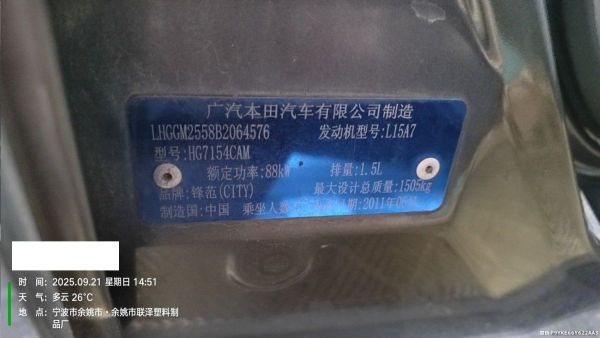 广汽本田汽车有限公司制造
LHGGM2558B2064576 发动机型号:L15A7
型号:HG7154CAM
额定功率:88kW 排量:1.5L
品牌:锋范(CITY) 最大设计总质量:1505kg
制造国:中国 乘坐人数 日期:2011年
时 间:2025.09.21 星期日 14:51
天 气:多云 26℃
地 点:宁波市余姚市·余姚市联泽塑料制
品厂